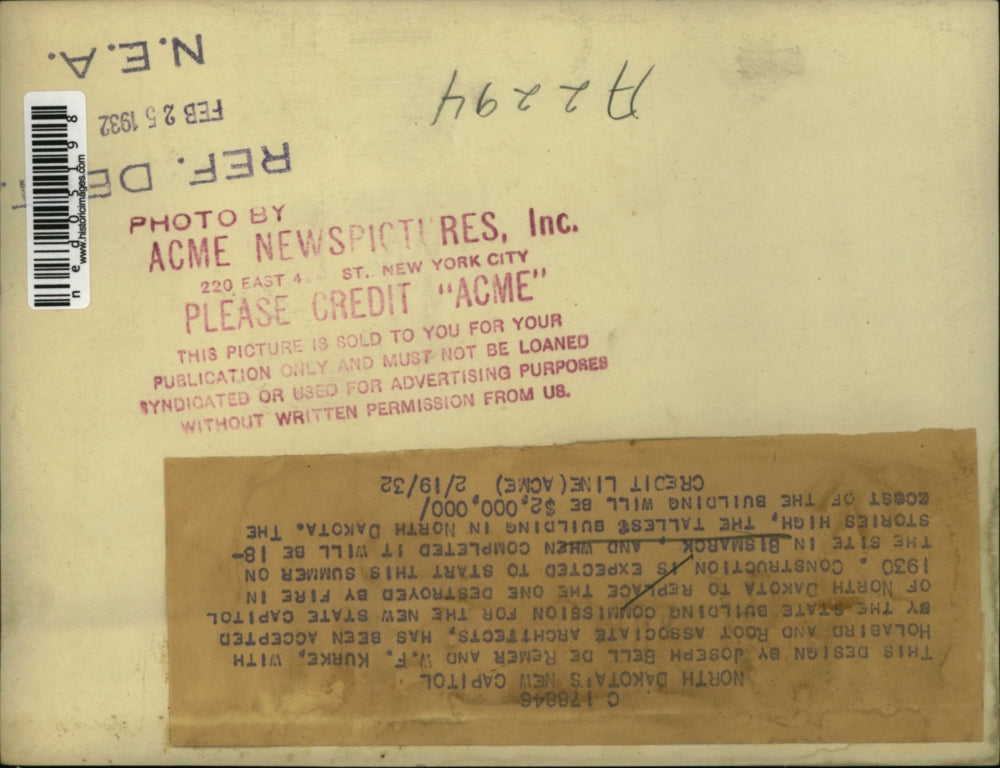 N.E.A.
FEB 25 1932
REF. DEPT.
A2294
ned05198
www.historicimages.com
PHOTO BY
ACME NEWSPICTURES, Inc.
220 EAST 4 ST. NEW YORK CITY
PLEASE CREDIT "ACME"
THIS PICTURE IS SOLD TO YOU FOR YOUR
PUBLICATION ONLY AND MUST NOT BE LOANED
SYNDICATED OR USED FOR ADVERTISING PURPOSES
WITHOUT WRITTEN PERMISSION FROM US.
C 178846
NORTH DAKOTA'S NEW CAPITOL
THIS DESIGN BY JOSEPH BELL DE REMER AND W.F. KURKE, WITH
HOLABIRD AND ROOT ASSOCIATE ARCHITECTS, HAS BEEN ACCEPTED
BY THE STATE BUILDING COMMISSION FOR THE NEW STATE CAPITOL
OF NORTH DAKOTA TO REPLACE THE ONE DESTROYED BY FIRE IN
1930. CONSTRUCTION IS EXPECTED TO START THIS SUMMER ON
THE SITE IN BISMARCK, AND WHEN COMPLETED IT WILL BE 18-
STORIES HIGH, THE TALLEST BUILDING IN NORTH DAKOTA. THE
COST OF THE BUILDING WILL BE $2,000,000/
CREDIT LINE (ACME) 2/19/32